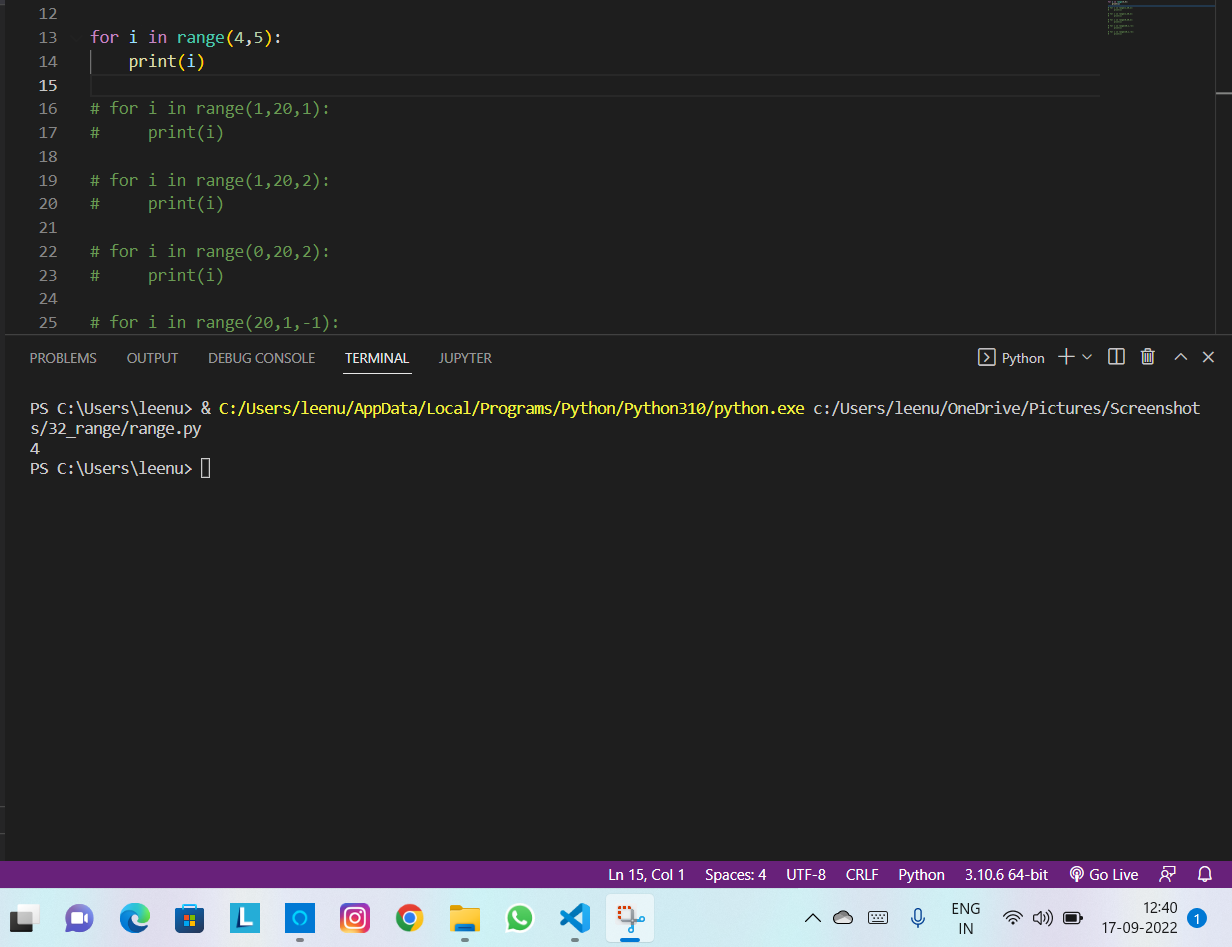 12
13 for i in range(4,5):
14     print(i)
15
16 # for i in range(1,20,1):
17 #     print(i)
18
19 # for i in range(1,20,2):
20 #     print(i)
21
22 # for i in range(0,20,2):
23 #     print(i)
24
25 # for i in range(20,1,-1):
PROBLEMS OUTPUT DEBUG CONSOLE TERMINAL JUPYTER Python
PS C:\Users\leenu> & C:/Users/leenu/AppData/Local/Programs/Python/Python310/python.exe c:/Users/leenu/OneDrive/Pictures/Screenshot
s/32_range/range.py
4
PS C:\Users\leenu>
Ln 15, Col 1 Spaces: 4 UTF-8 CRLF Python 3.10.6 64-bit Go Live
L ENG 12:40
IN 17-09-2022 1